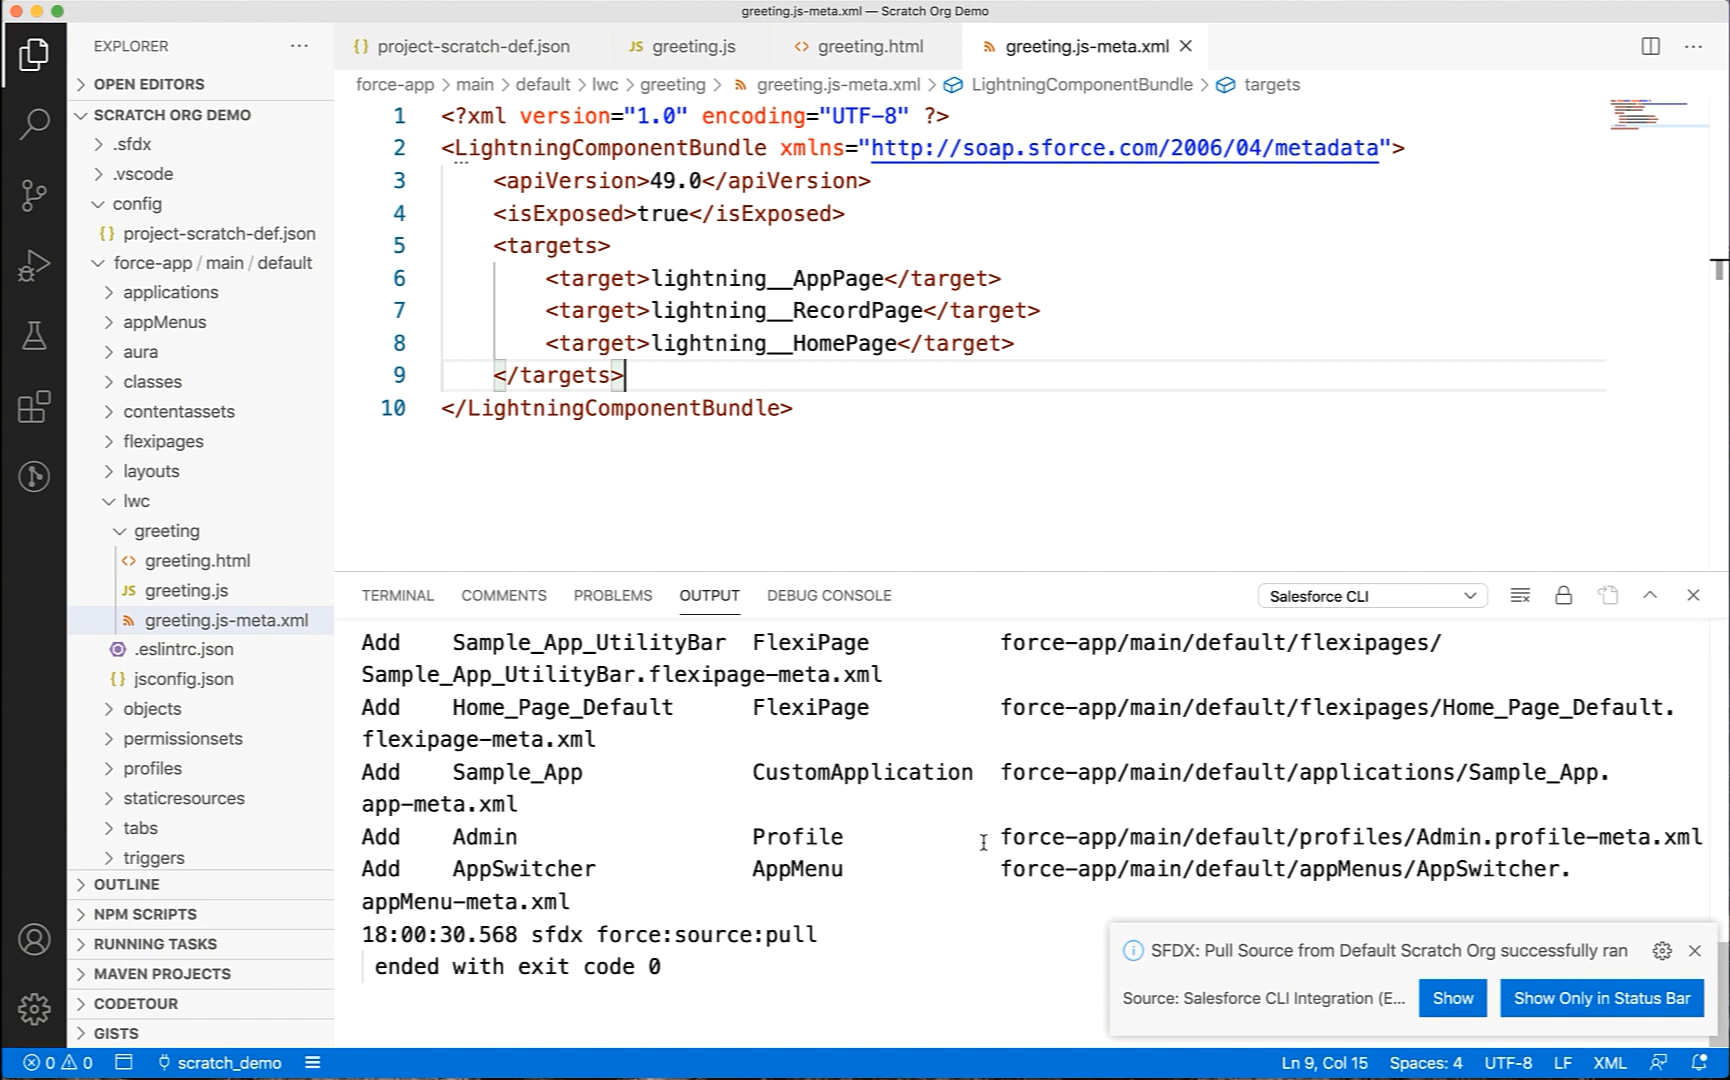 greeting.js-meta.xml — Scratch Org Demo
EXPLORER
OPEN EDITORS
SCRATCH ORG DEMO
.sfdx
.vscode
config
{} project-scratch-def.json
force-app / main / default
applications
appMenus
aura
classes
contentassets
flexipages
layouts
lwc
greeting
<> greeting.html
JS greeting.js
greeting.js-meta.xml
.eslintrc.json
{} jsconfig.json
objects
permissionsets
profiles
staticresources
tabs
triggers
OUTLINE
NPM SCRIPTS
RUNNING TASKS
MAVEN PROJECTS
CODETOUR
GISTS
{} project-scratch-def.json JS greeting.js <> greeting.html greeting.js-meta.xml
force-app > main > default > lwc > greeting > greeting.js-meta.xml > LightningComponentBundle > targets
1 <?xml version="1.0" encoding="UTF-8" ?>
2 <LightningComponentBundle xmlns="http://soap.sforce.com/2006/04/metadata">
3 <apiVersion>49.0</apiVersion>
4 <isExposed>true</isExposed>
5 <targets>
6 <target>lightning__AppPage</target>
7 <target>lightning__RecordPage</target>
8 <target>lightning__HomePage</target>
9 </targets>
10 </LightningComponentBundle>
TERMINAL COMMENTS PROBLEMS OUTPUT DEBUG CONSOLE Salesforce CLI
Add Sample_App_UtilityBar FlexiPage force-app/main/default/flexipages/
Sample_App_UtilityBar.flexipage-meta.xml
Add Home_Page_Default FlexiPage force-app/main/default/flexipages/Home_Page_Default.
flexipage-meta.xml
Add Sample_App CustomApplication force-app/main/default/applications/Sample_App.
app-meta.xml
Add Admin Profile force-app/main/default/profiles/Admin.profile-meta.xml
Add AppSwitcher AppMenu force-app/main/default/appMenus/AppSwitcher.
appMenu-meta.xml
18:00:30.568 sfdx force:source:pull
ended with exit code 0
SFDX: Pull Source from Default Scratch Org successfully ran
Source: Salesforce CLI Integration (E... Show Show Only in Status Bar
0 0 scratch_demo Ln 9, Col 15 Spaces: 4 UTF-8 LF XML